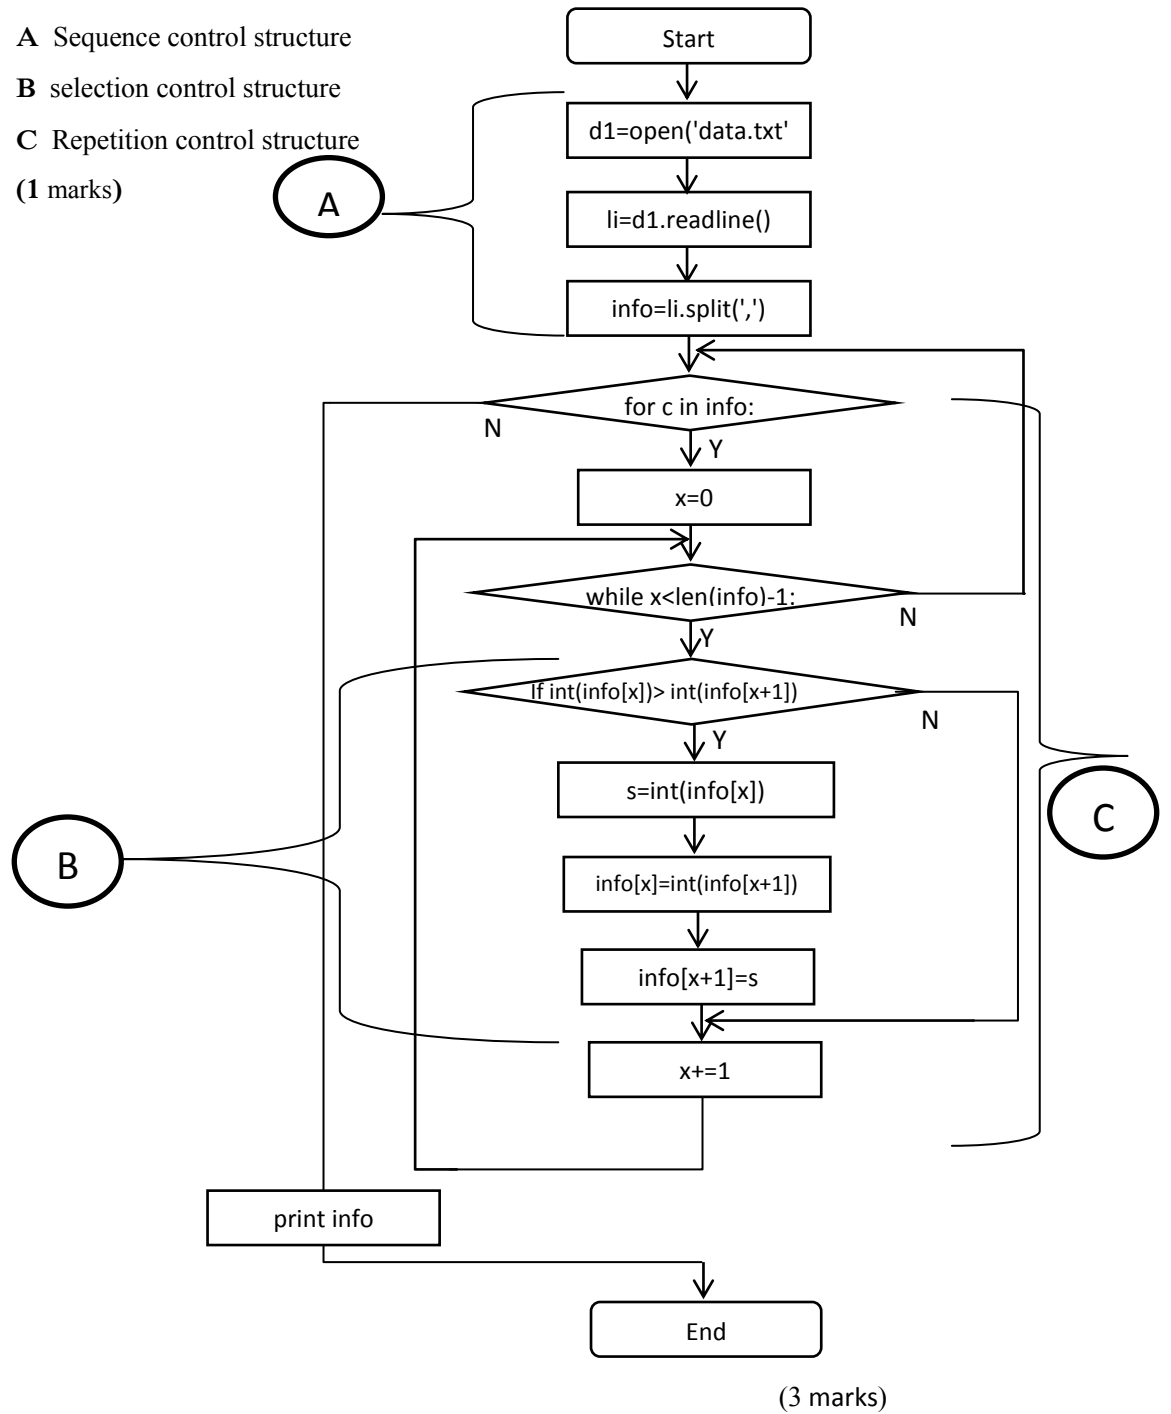 A Sequence control structure
B selection control structure
C Repetition control structure
(1 marks)
Start
A
d1=open('data.txt'
li=d1.readline()
info=li.split(',')
for c in info:
N
Y
x=0
while x<len(info)-1:
N
Y
If int(info[x])> int(info[x+1])
N
Y
s=int(info[x])
C
B
info[x]=int(info[x+1])
info[x+1]=s
x+=1
print info
End
(3 marks)